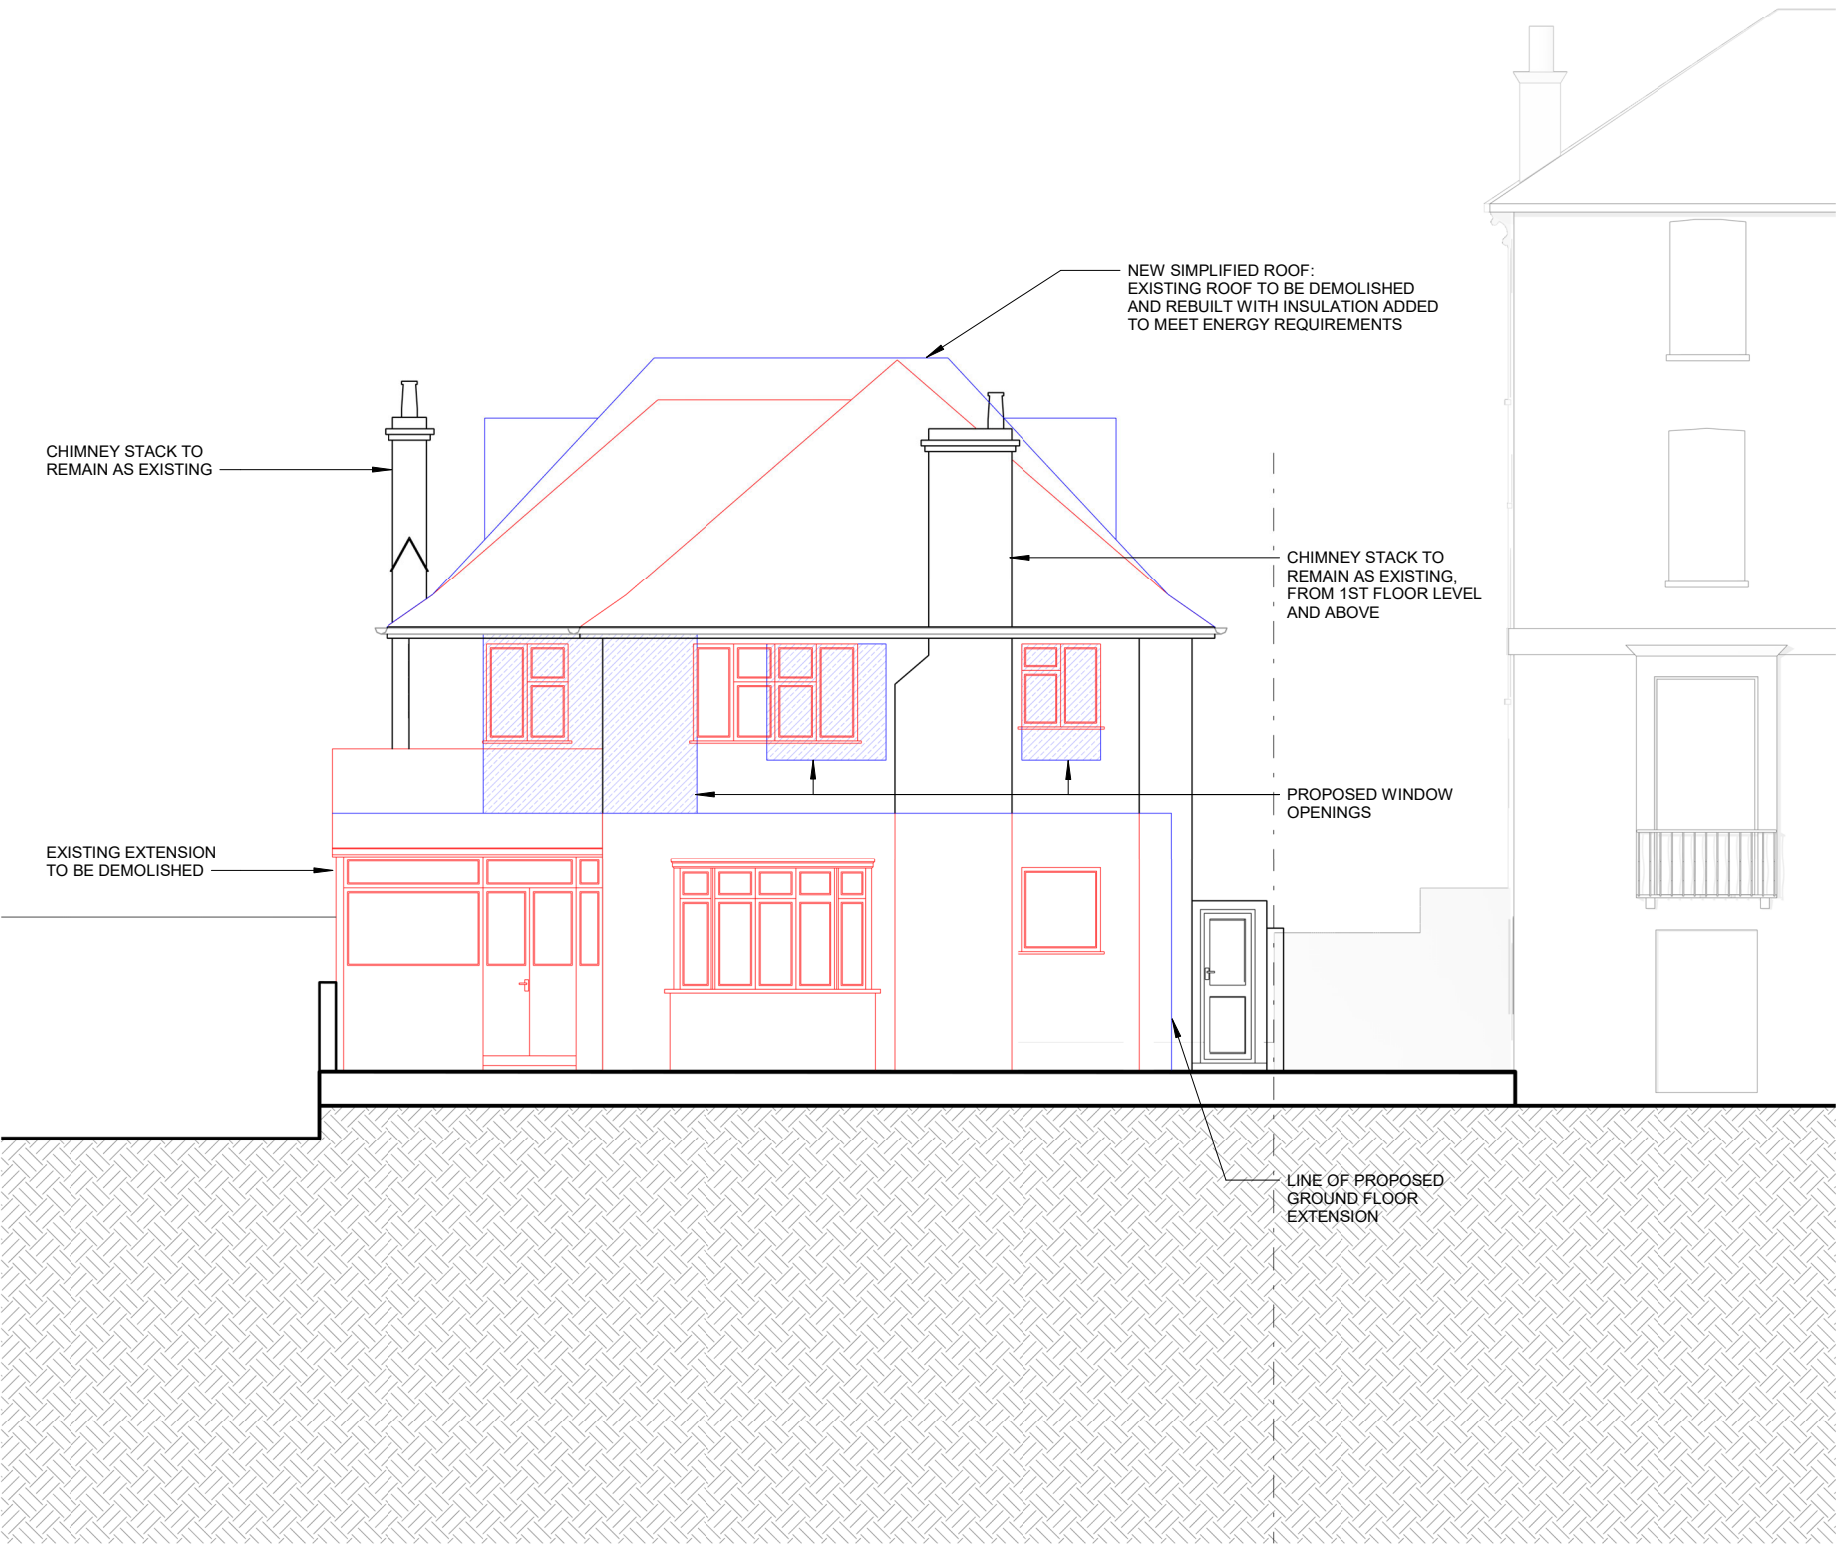 NEW SIMPLIFIED ROOF:
EXISTING ROOF TO BE DEMOLISHED
AND REBUILT WITH INSULATION ADDED
TO MEET ENERGY REQUIREMENTS
CHIMNEY STACK TO
REMAIN AS EXISTING
CHIMNEY STACK TO
REMAIN AS EXISTING,
FROM 1ST FLOOR LEVEL
AND ABOVE
PROPOSED WINDOW
OPENINGS
EXISTING EXTENSION
TO BE DEMOLISHED
LINE OF PROPOSED
GROUND FLOOR
EXTENSION